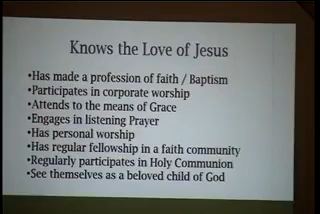 Knows the Love of Jesus
•Has made a profession of faith / Baptism
•Participates in corporate worship
•Attends to the means of Grace
•Engages in listening Prayer
•Has personal worship
•Has regular fellowship in a faith community
•Regularly participates in Holy Communion
•See themselves as a beloved child of God